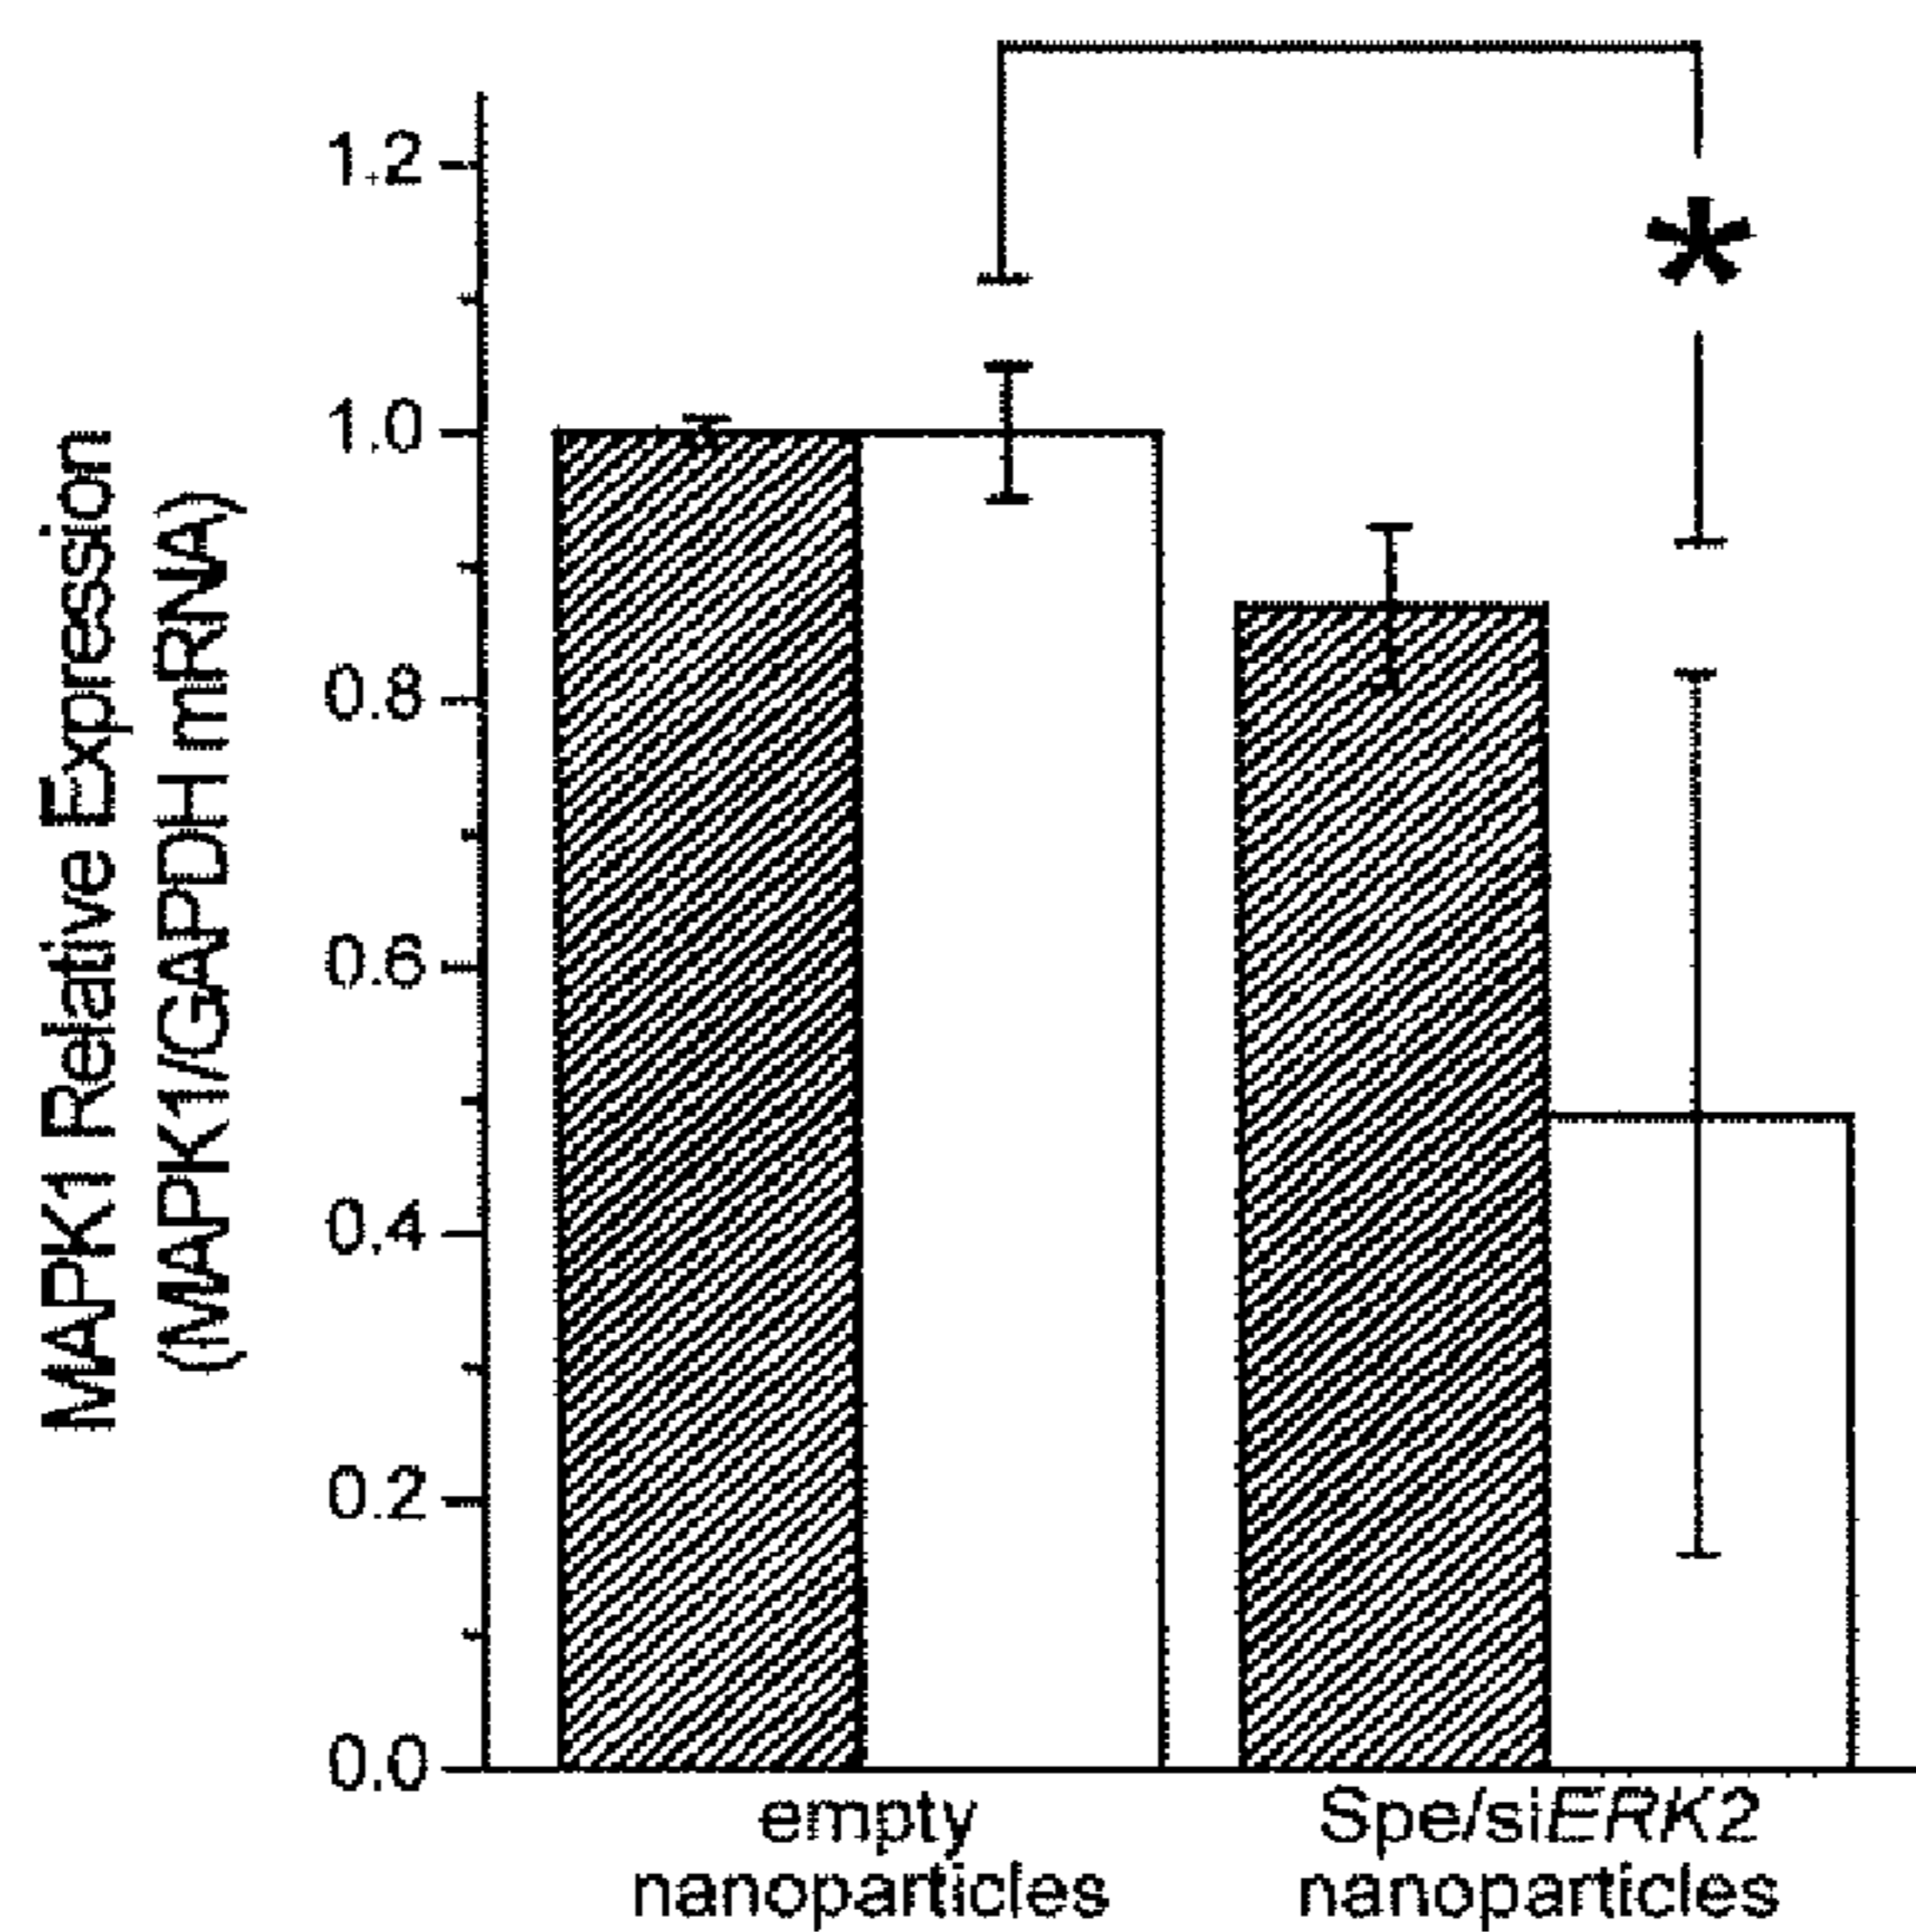 MAPK1 Relative Expression
(MAPK1/GAPDH mRNA)
1.2
1.0
0.8
0.6
0.4
0.2
0.0
*
empty
nanoparticles
Spe/siERK2
nanoparticles